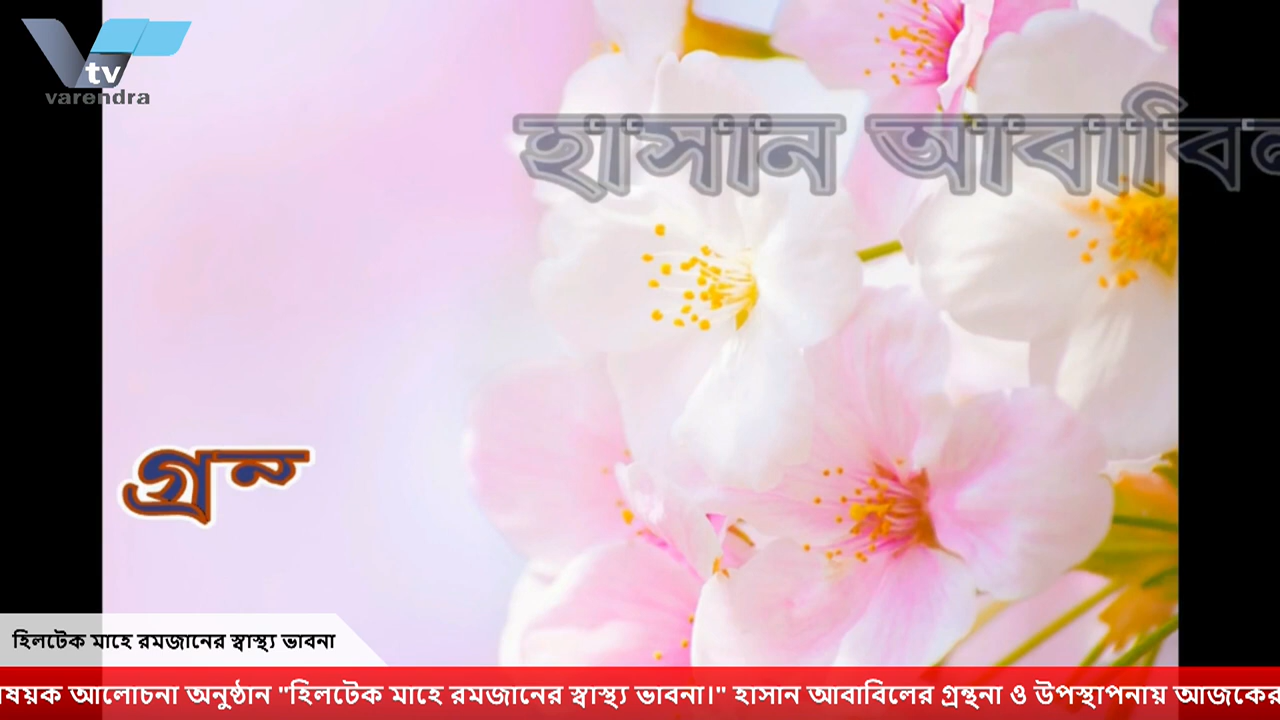 tv
varendra
হাসান আবাবিল
গ্রন
হিলটেক মাহে রমজানের স্বাস্থ্য ভাবনা
ষয়ক আলোচনা অনুষ্ঠান "হিলটেক মাহে রমজানের স্বাস্থ্য ভাবনা।" হাসান আবাবিলের গ্রন্থনা ও উপস্থাপনায় আজকের